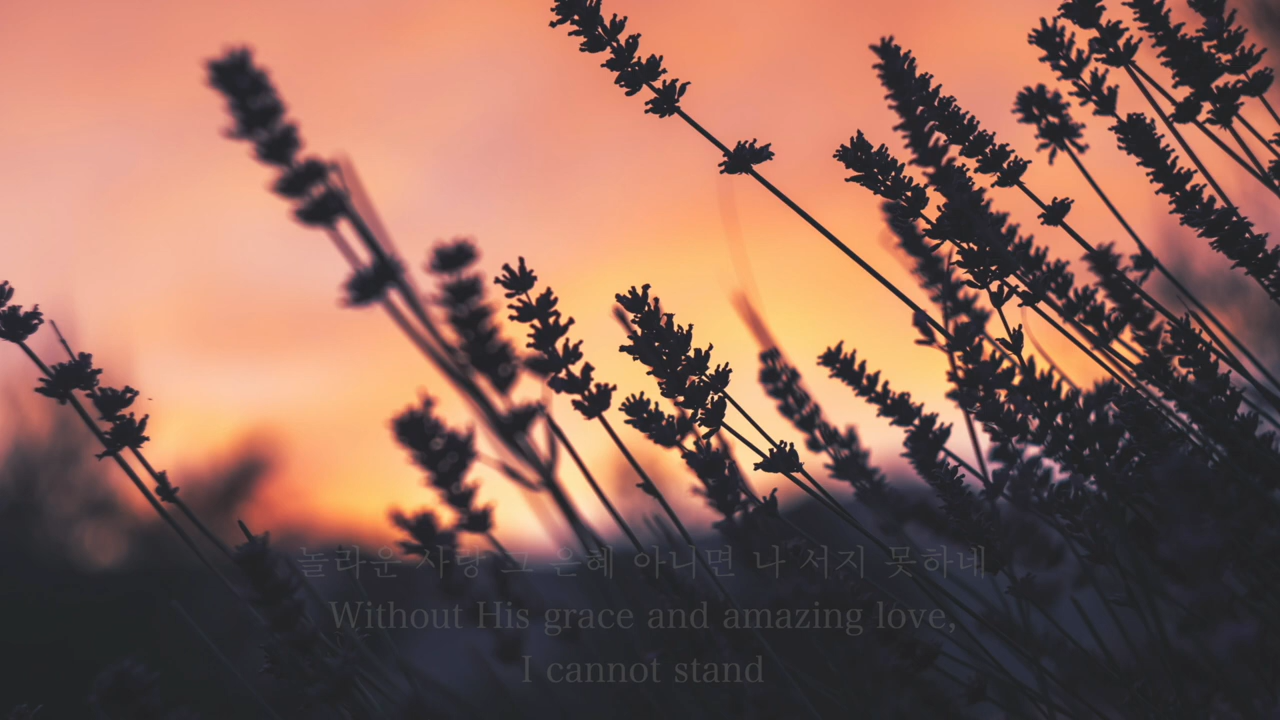 놀라운 사랑 그 은혜 아니면 나 서지 못하네
Without His grace and amazing love,
I cannot stand